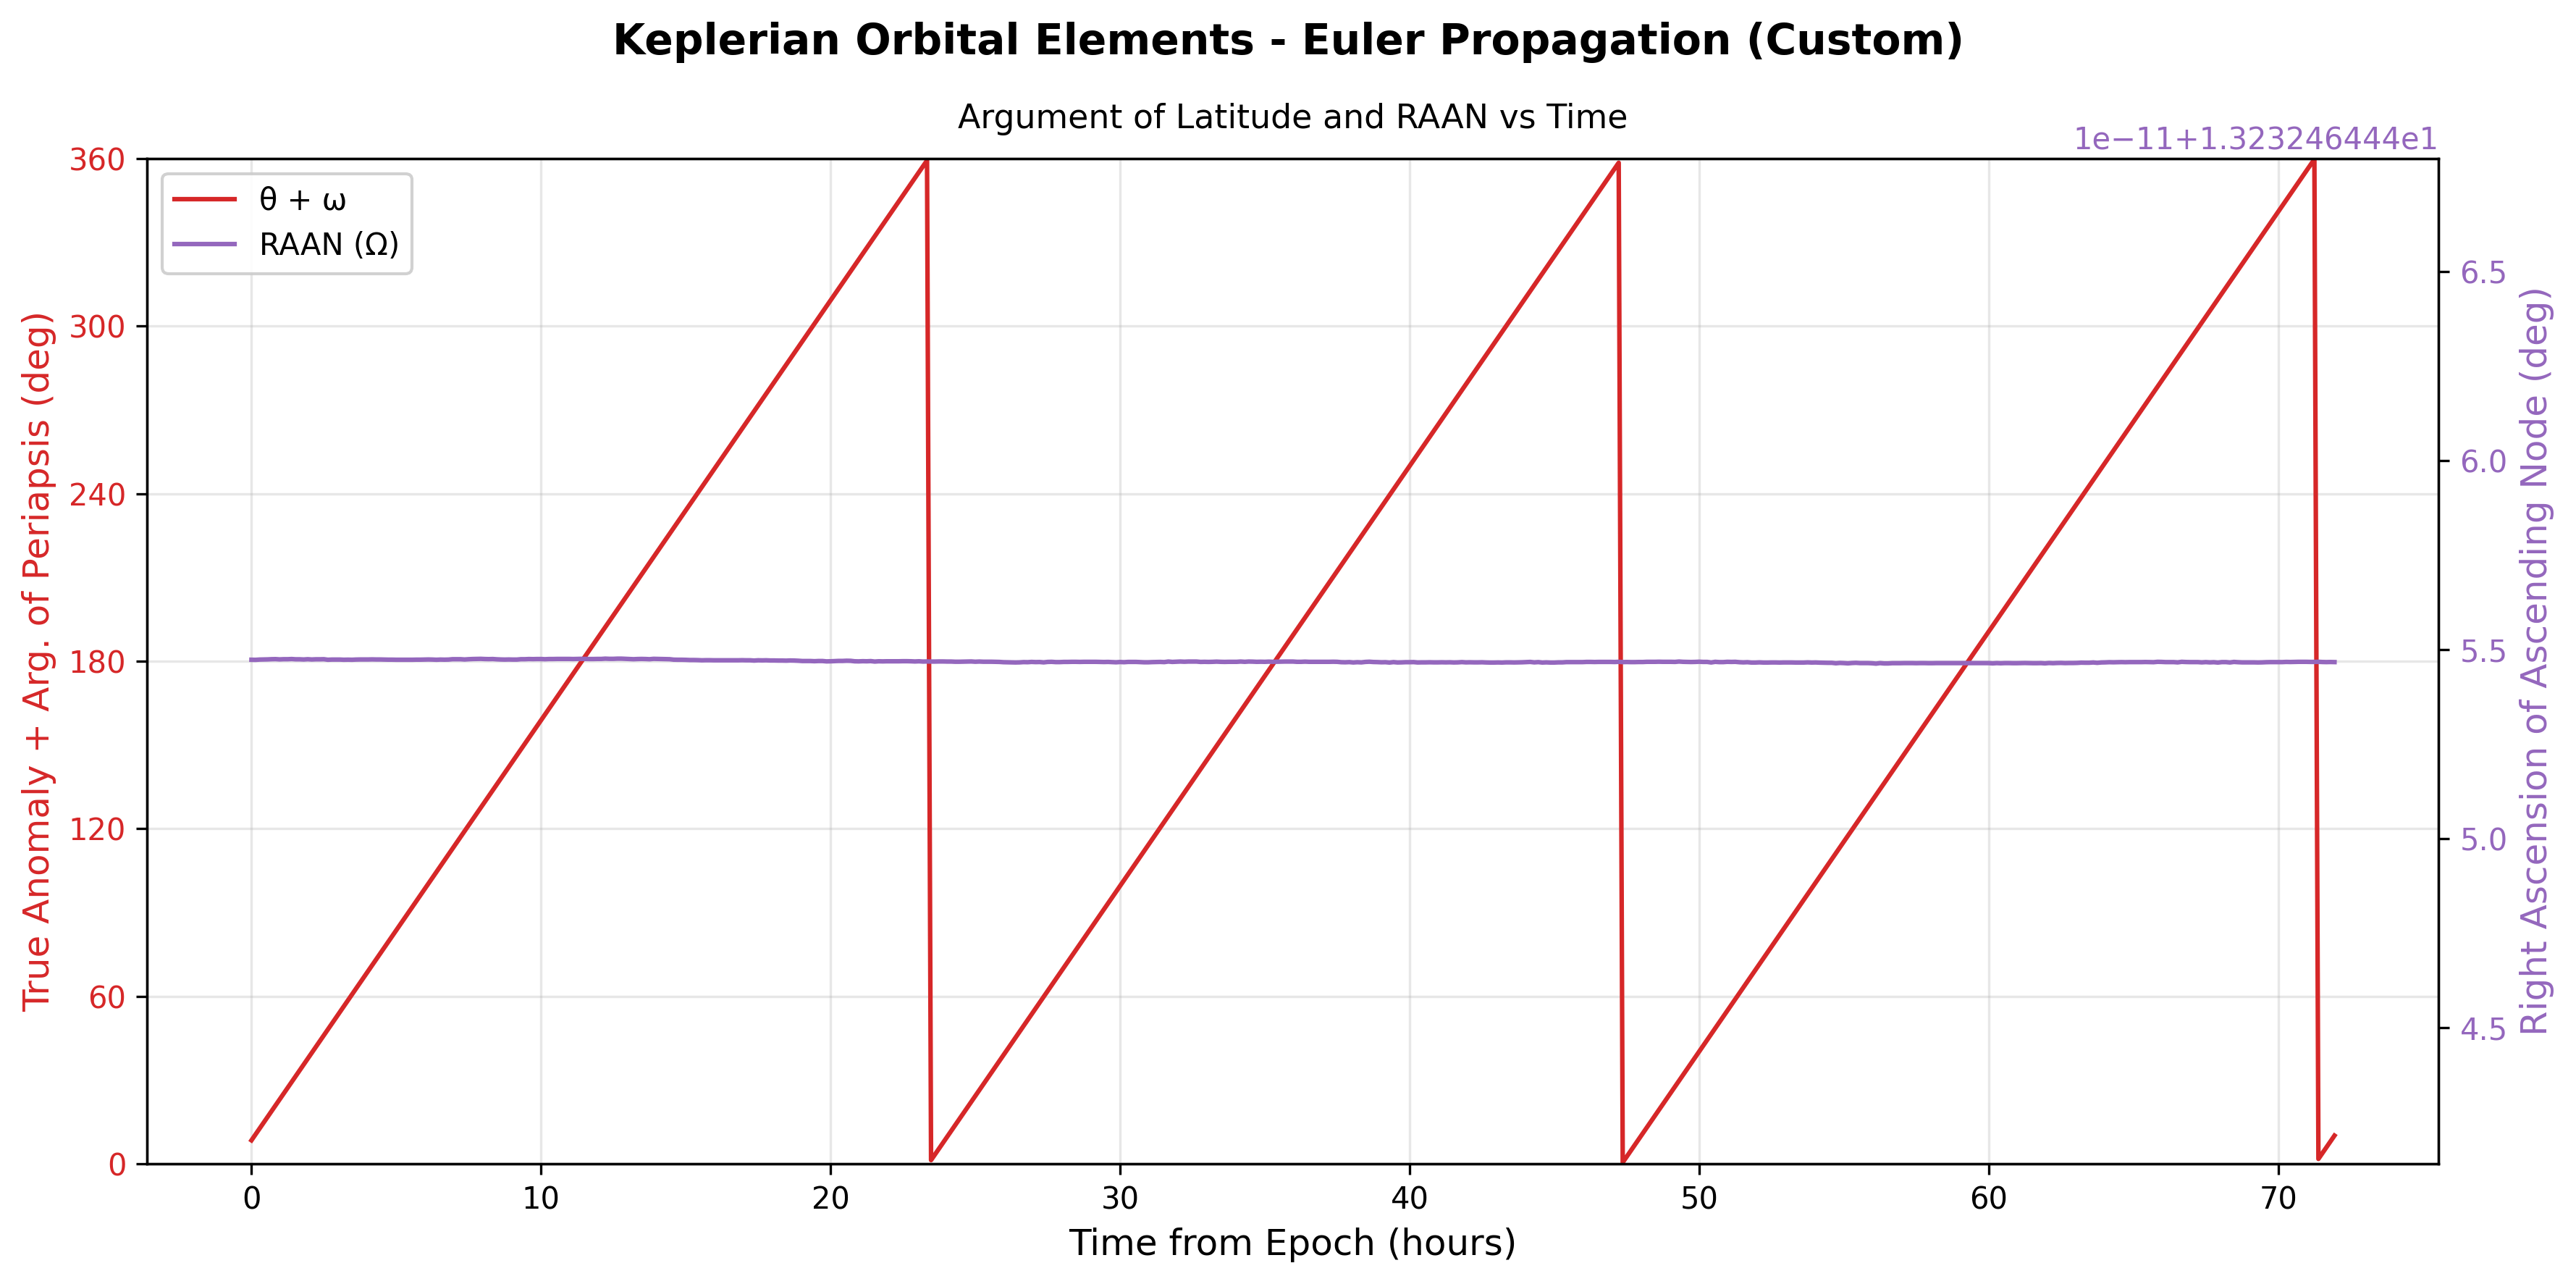 Keplerian Orbital Elements - Euler Propagation (Custom)
Argument of Latitude and RAAN vs Time
1e−11+1.323246444e1
θ + ω
RAAN (Ω)
True Anomaly + Arg. of Periapsis (deg)
360
300
240
180
120
60
0
Right Ascension of Ascending Node (deg)
6.5
6.0
5.5
5.0
4.5
0 10 20 30 40 50 60 70
Time from Epoch (hours)